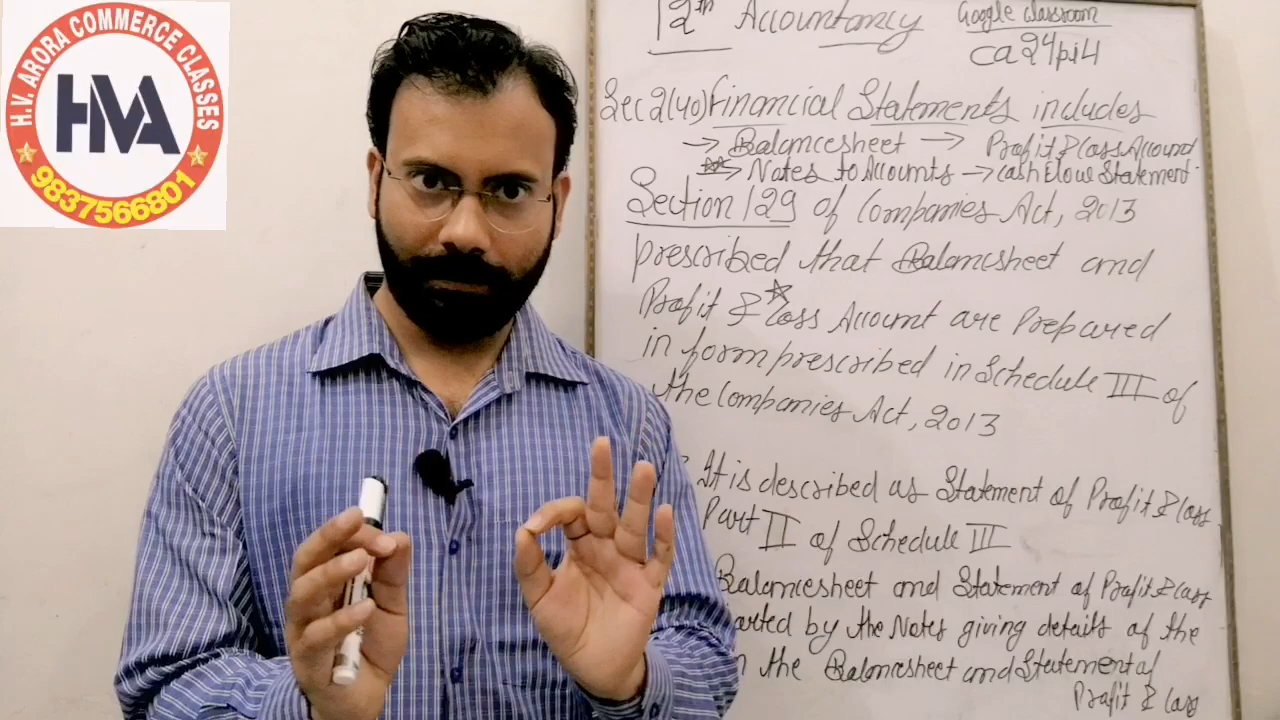 H.V. ARORA COMMERCE CLASSES
HVA
9837566801
12th Accountancy
Google classroom
ca24pi4
Sec 2(40) Financial Statements includes
→ Balancesheet → Profit & Loss Account
→ Notes to Accounts → cash Flow Statement
Section 129 of Companies Act, 2013
prescribed that Balancesheet and
Profit & Loss Account are Prepared
in form prescribed in Schedule III of
the Companies Act, 2013
It is described as Statement of Profit & Loss
Part II of Schedule III
Balancesheet and Statement of Profit & Loss
orted by the Notes giving details of the
n the Balancesheet and Statement of
Profit & Loss